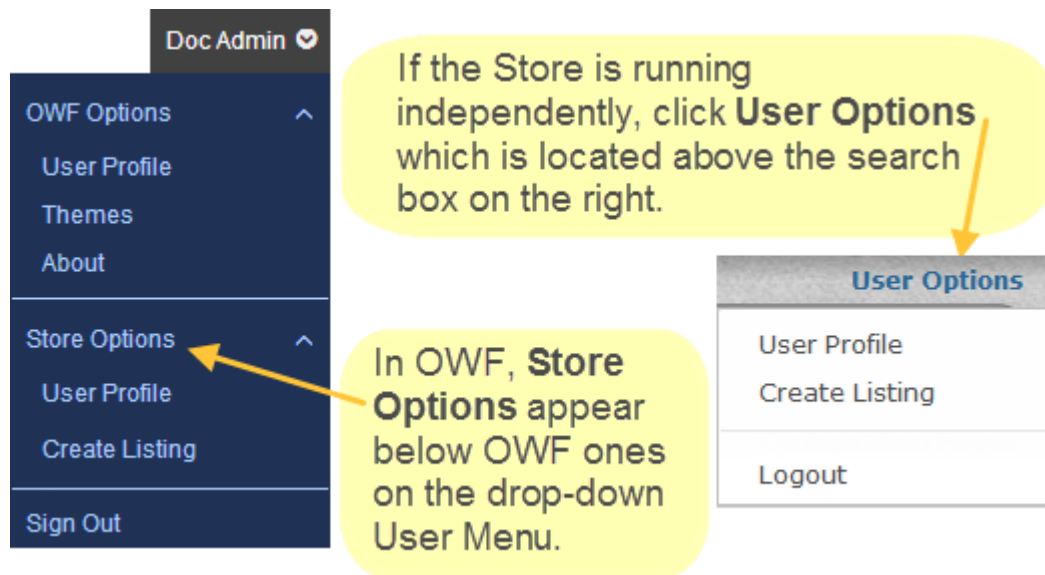 Doc Admin
OWF Options
User Profile
Themes
About
Store Options
User Profile
Create Listing
Sign Out
If the Store is running
independently, click User Options
which is located above the search
box on the right.
In OWF, Store
Options appear
below OWF ones
on the drop-down
User Menu.
User Options
User Profile
Create Listing
Logout